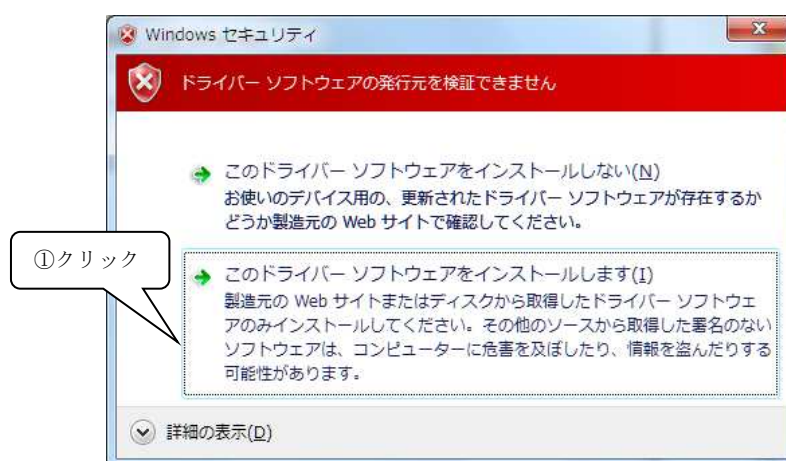 Windows セキュリティ
ドライバー ソフトウェアの発行元を検証できません
このドライバー ソフトウェアをインストールしない(N)
お使いのデバイス用の、更新されたドライバー ソフトウェアが存在するか
どうか製造元の Web サイトで確認してください。
①クリック
このドライバー ソフトウェアをインストールします(I)
製造元の Web サイトまたはディスクから取得したドライバー ソフトウェ
アのみインストールしてください。その他のソースから取得した署名のない
ソフトウェアは、コンピューターに危害を及ぼしたり、情報を盗んだりする
可能性があります。
詳細の表示(D)